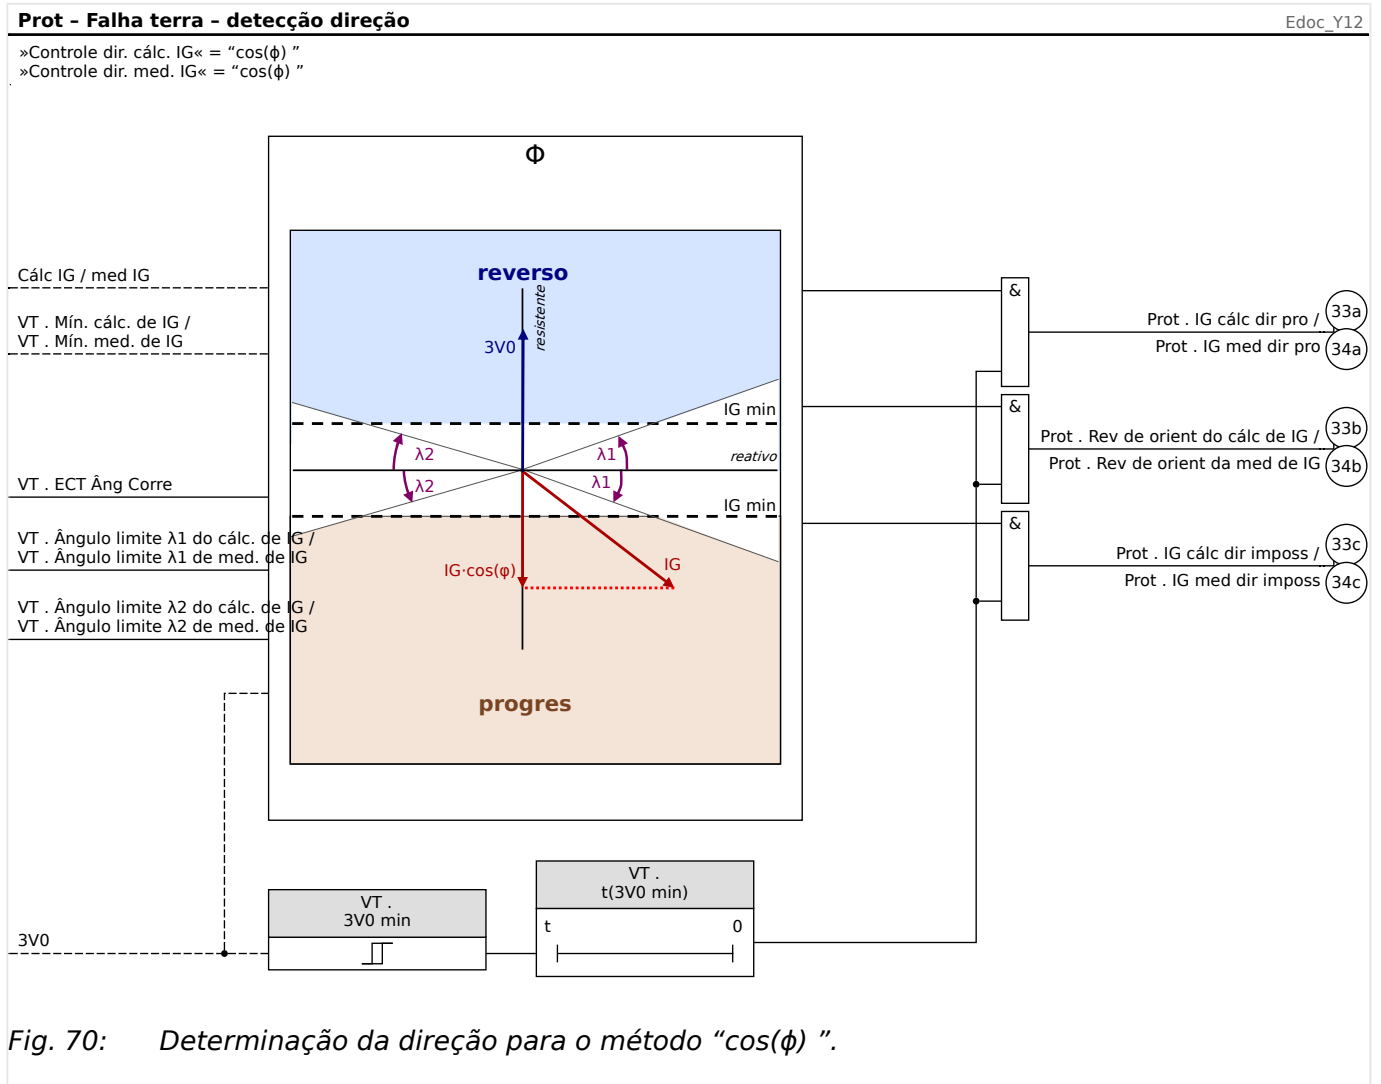 Prot – Falha terra – detecção direção
Edoc_Y12
»Controle dir. cálc. IG« = “cos(ϕ) ”
»Controle dir. med. IG« = “cos(ϕ) ”
Φ
reverso
resistente
3V0
IG min
λ2
λ1
reativo
λ2
λ1
IG min
IG·cos(φ)
IG
progres
Cálc IG / med IG
VT . Mín. cálc. de IG /
VT . Mín. med. de IG
VT . ECT Âng Corre
VT . Ângulo limite λ1 do cálc. de IG /
VT . Ângulo limite λ1 de med. de IG
VT . Ângulo limite λ2 do cálc. de IG /
VT . Ângulo limite λ2 de med. de IG
3V0
VT .
3V0 min
VT .
t(3V0 min)
t
0
&
Prot . IG cálc dir pro /
33a
Prot . IG med dir pro
34a
&
Prot . Rev de orient do cálc de IG /
33b
Prot . Rev de orient da med de IG
34b
&
Prot . IG cálc dir imposs /
33c
Prot . IG med dir imposs
34c
Fig. 70: Determinação da direção para o método “cos(ϕ) ”.